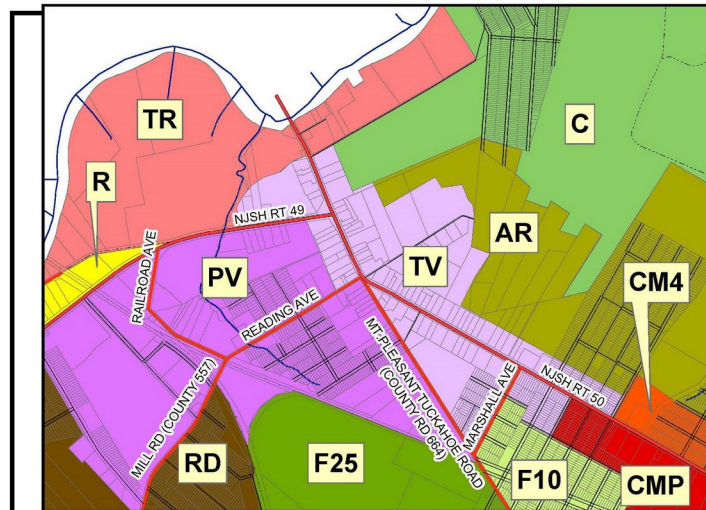 TR
C
R
NJSH RT 49
AR
TV
PV
RAILROAD AVE
CM4
READING AVE
MT-PLEASANT TUCKAHOE ROAD
(COUNTY RD 664)
NJSH RT 50
MARSHALL AVE
MILL RD (COUNTY 557)
RD
F25
F10
CMP